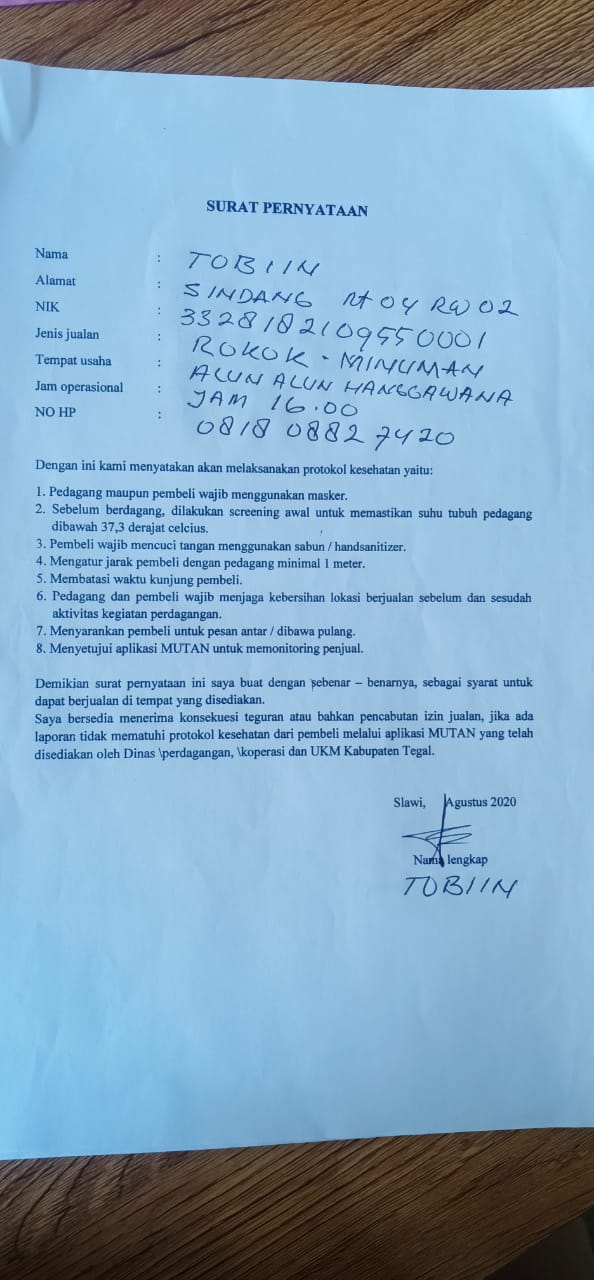 SURAT PERNYATAAN
Nama : TOBIIN
Alamat : SINDANG Rt 04 RW 02
NIK : 3328182109550001
Jenis jualan : ROKOK - MINUMAN
Tempat usaha : ALUN ALUN HANGGAWANA
Jam operasional : JAM 16.00
NO HP : 0818 0882 7420
Dengan ini kami menyatakan akan melaksanakan protokol kesehatan yaitu:
1. Pedagang maupun pembeli wajib menggunakan masker.
2. Sebelum berdagang, dilakukan screening awal untuk memastikan suhu tubuh pedagang
dibawah 37,3 derajat celcius.
3. Pembeli wajib mencuci tangan menggunakan sabun / handsanitizer.
4. Mengatur jarak pembeli dengan pedagang minimal 1 meter.
5. Membatasi waktu kunjung pembeli.
6. Pedagang dan pembeli wajib menjaga kebersihan lokasi berjualan sebelum dan sesudah
aktivitas kegiatan perdagangan.
7. Menyarankan pembeli untuk pesan antar / dibawa pulang.
8. Menyetujui aplikasi MUTAN untuk memonitoring penjual.
Demikian surat pernyataan ini saya buat dengan sebenar – benarnya, sebagai syarat untuk
dapat berjualan di tempat yang disediakan.
Saya bersedia menerima konsekuesi teguran atau bahkan pencabutan izin jualan, jika ada
laporan tidak mematuhi protokol kesehatan dari pembeli melalui aplikasi MUTAN yang telah
disediakan oleh Dinas \perdagangan, \koperasi dan UKM Kabupaten Tegal.
Slawi, Agustus 2020
Nama lengkap
TOBIIN